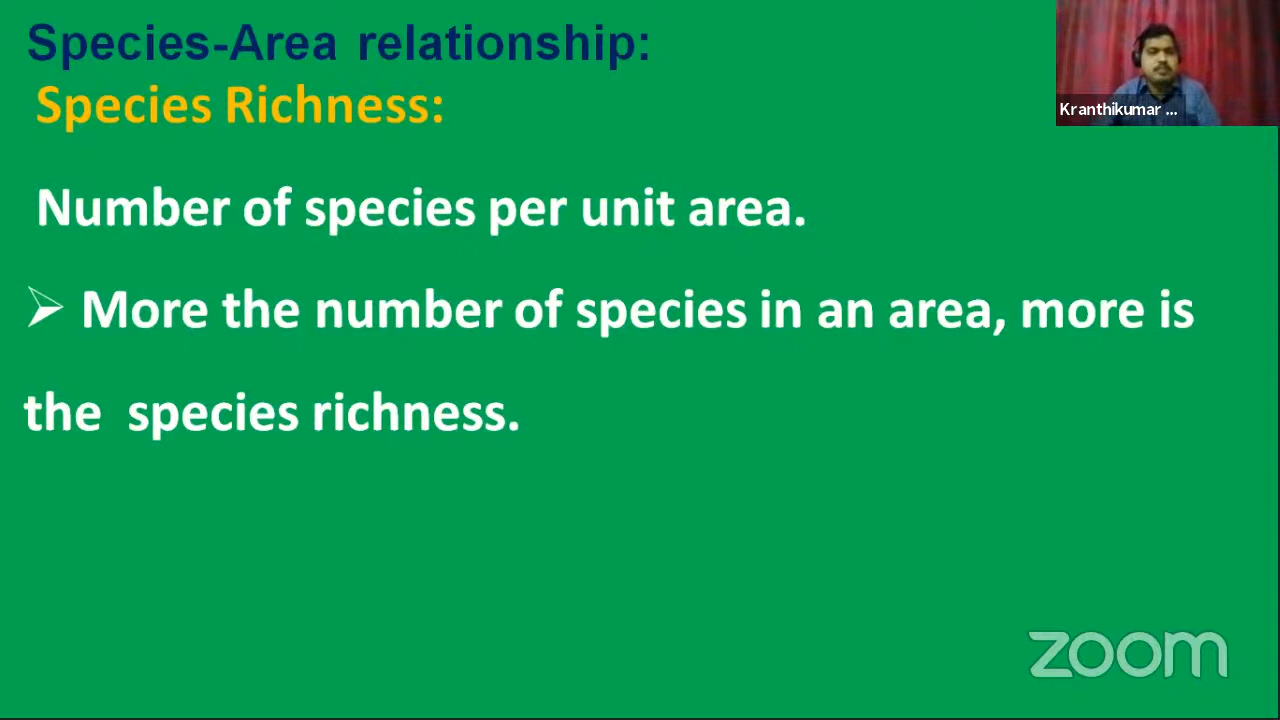 Species-Area relationship:
Species Richness:
Kranthikumar ...
Number of species per unit area.
➢ More the number of species in an area, more is
the species richness.
zoom